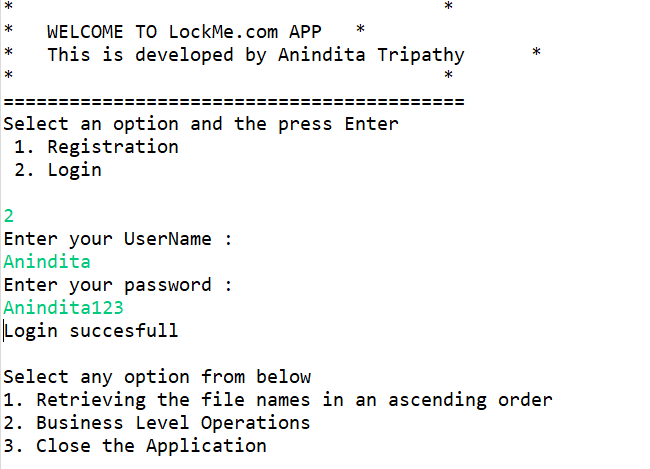 *                                       *
*   WELCOME TO LockMe.com APP   *
*   This is developed by Anindita Tripathy      *
*                                       *
==========================================
Select an option and the press Enter
 1. Registration
 2. Login
2
Enter your UserName :
Anindita
Enter your password :
Anindita123
Login succesfull
Select any option from below
1. Retrieving the file names in an ascending order
2. Business Level Operations
3. Close the Application